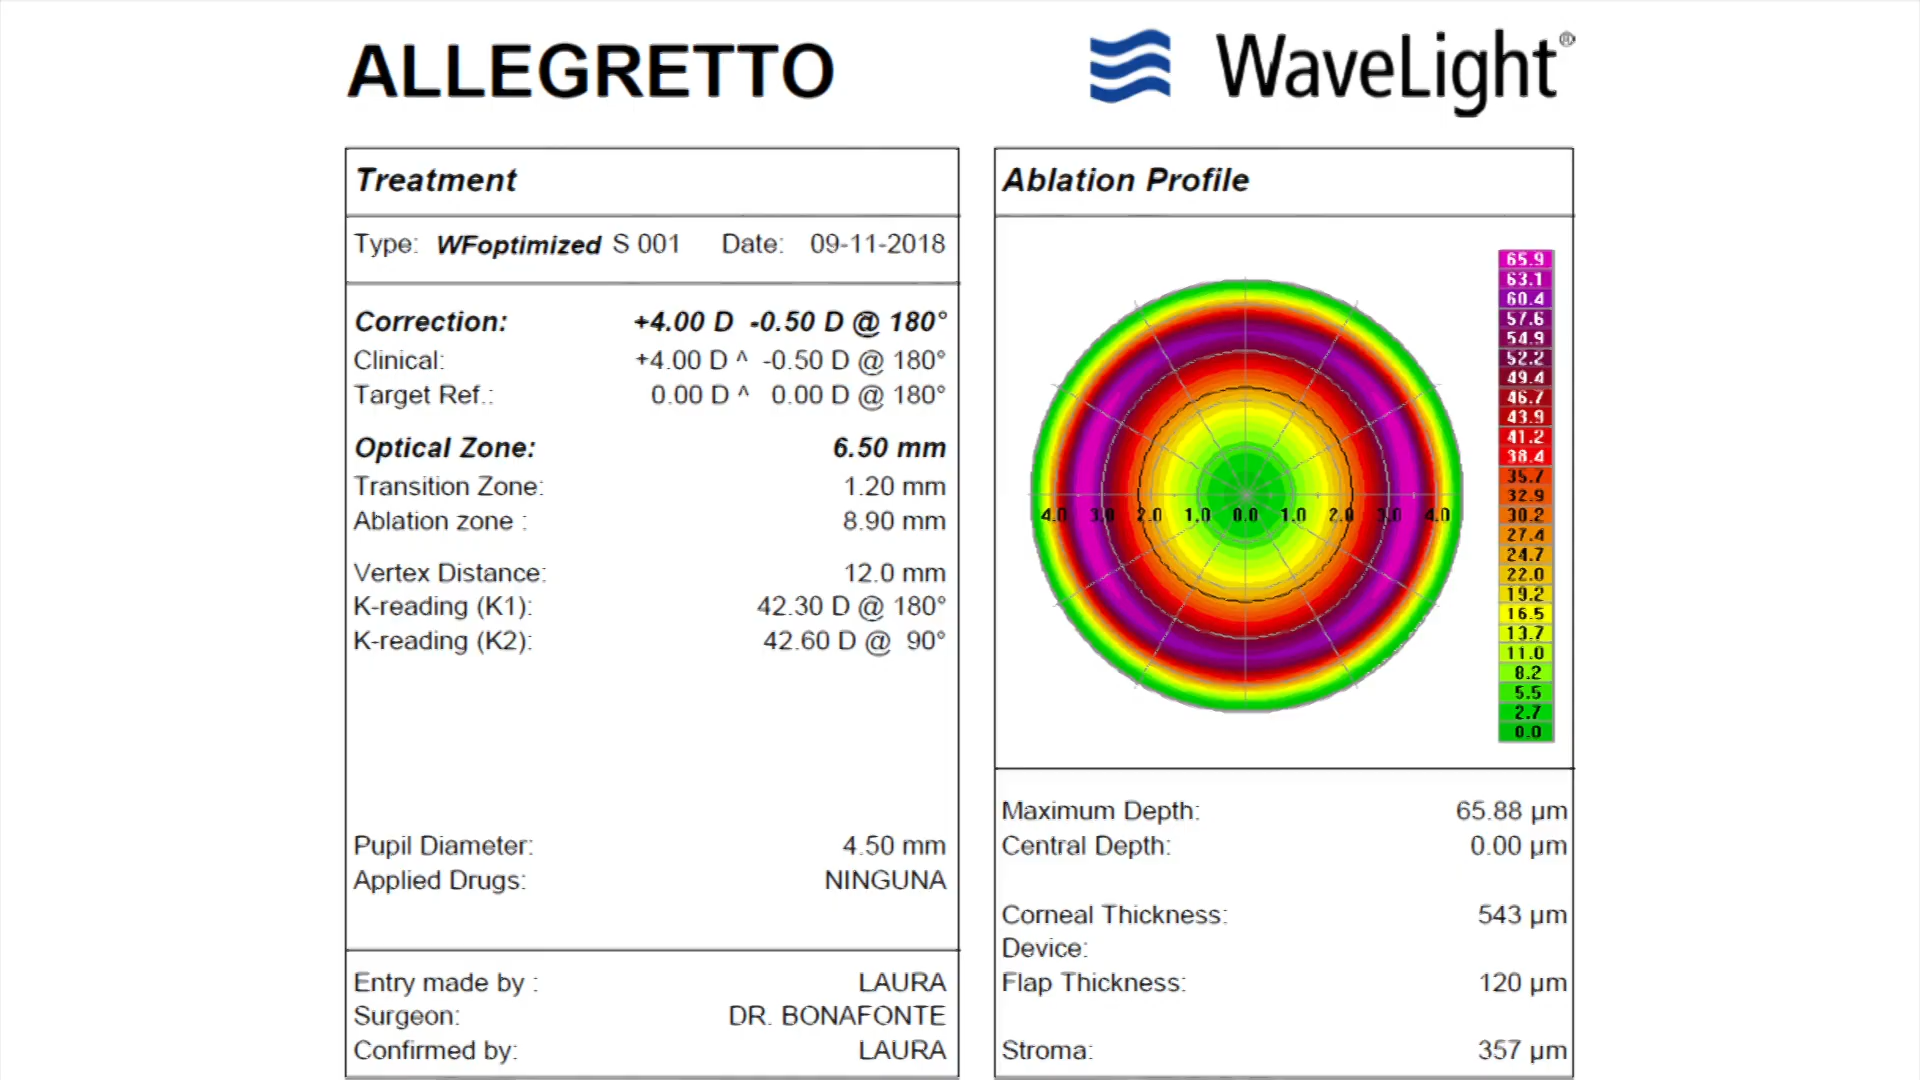 ALLEGRETTO
WaveLight®
Treatment
Type: WFoptimized S 001 Date: 09-11-2018
Correction: +4.00 D -0.50 D @ 180°
Clinical: +4.00 D ^ -0.50 D @ 180°
Target Ref.: 0.00 D ^ 0.00 D @ 180°
Optical Zone: 6.50 mm
Transition Zone: 1.20 mm
Ablation zone : 8.90 mm
Vertex Distance: 12.0 mm
K-reading (K1): 42.30 D @ 180°
K-reading (K2): 42.60 D @ 90°
Pupil Diameter: 4.50 mm
Applied Drugs: NINGUNA
Entry made by : LAURA
Surgeon: DR. BONAFONTE
Confirmed by: LAURA
Ablation Profile
4.0 3.0 2.0 1.0 0.0 1.0 2.0 3.0 4.0
65.9
63.1
60.4
57.6
54.9
52.2
49.4
46.7
43.9
41.2
38.4
35.7
32.9
30.2
27.4
24.7
22.0
19.2
16.5
13.7
11.0
8.2
5.5
2.7
0.0
Maximum Depth: 65.88 µm
Central Depth: 0.00 µm
Corneal Thickness: 543 µm
Device:
Flap Thickness: 120 µm
Stroma: 357 µm